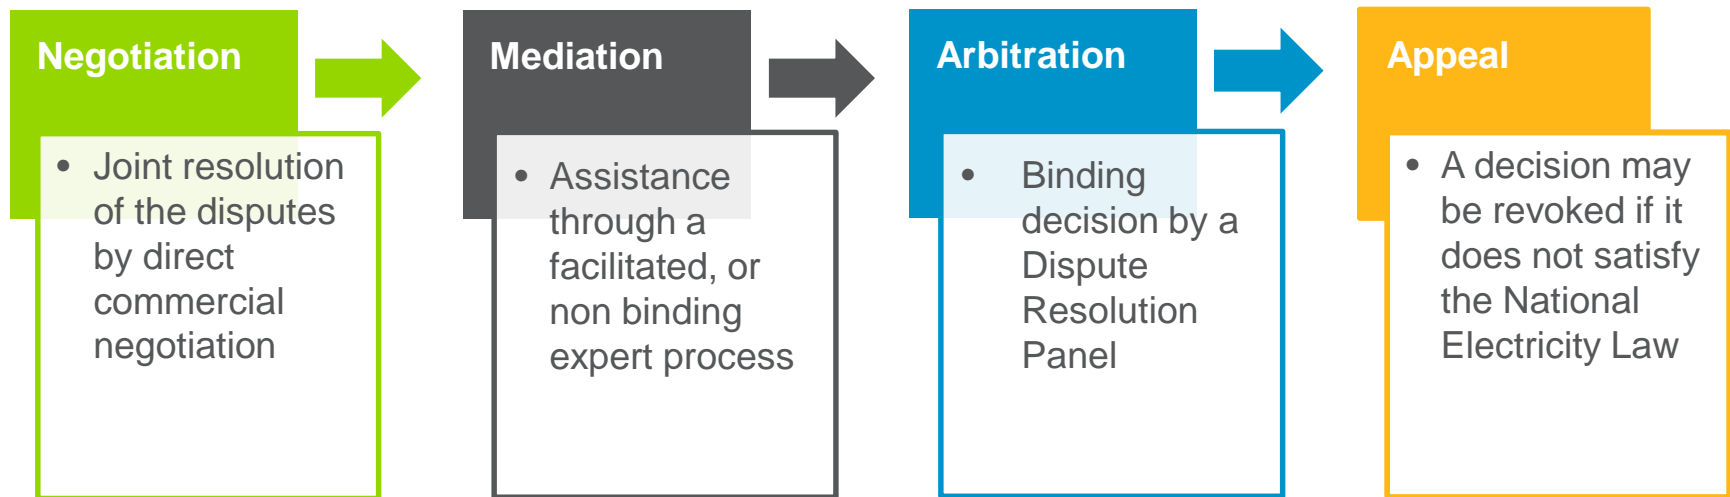 Negotiation
• Joint resolution
of the disputes
by direct
commercial
negotiation
Mediation
• Assistance
through a
facilitated, or
non binding
expert process
Arbitration
• Binding
decision by a
Dispute
Resolution
Panel
Appeal
• A decision may
be revoked if it
does not satisfy
the National
Electricity Law